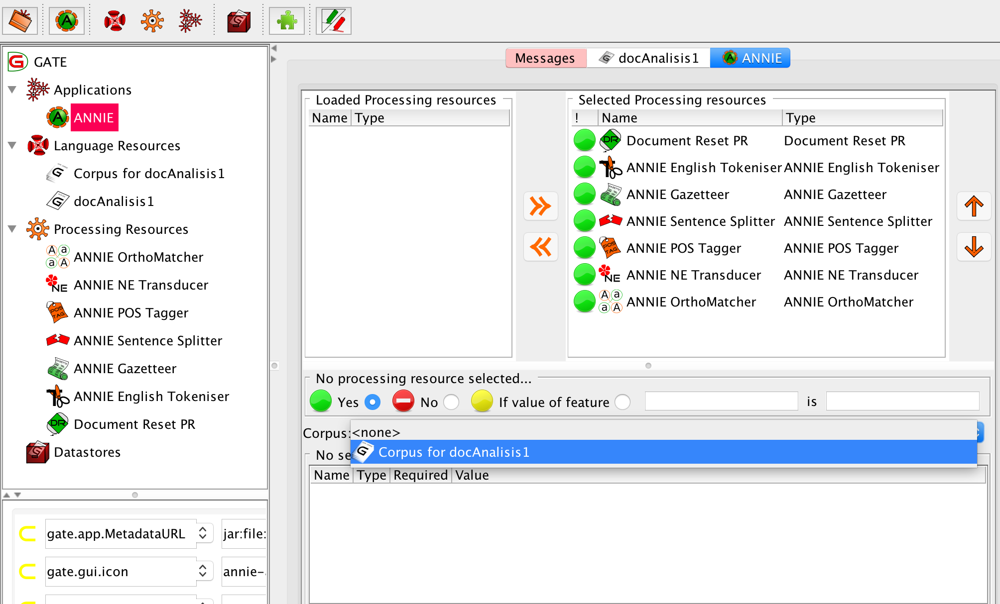 GATE
Applications
ANNIE
Language Resources
Corpus for docAnalisis1
docAnalisis1
Processing Resources
ANNIE OrthoMatcher
ANNIE NE Transducer
ANNIE POS Tagger
ANNIE Sentence Splitter
ANNIE Gazetteer
ANNIE English Tokeniser
Document Reset PR
Datastores
gate.app.MetadataURL jar:file:
gate.gui.icon annie-
Messages docAnalisis1 ANNIE
Loaded Processing resources
Name Type
Selected Processing resources
! Name Type
Document Reset PR Document Reset PR
ANNIE English Tokeniser ANNIE English Tokeniser
ANNIE Gazetteer ANNIE Gazetteer
ANNIE Sentence Splitter ANNIE Sentence Splitter
ANNIE POS Tagger ANNIE POS Tagger
ANNIE NE Transducer ANNIE NE Transducer
ANNIE OrthoMatcher ANNIE OrthoMatcher
No processing resource selected...
Yes No If value of feature is
Corpus: <none>
Corpus for docAnalisis1
No se
Name Type Required Value